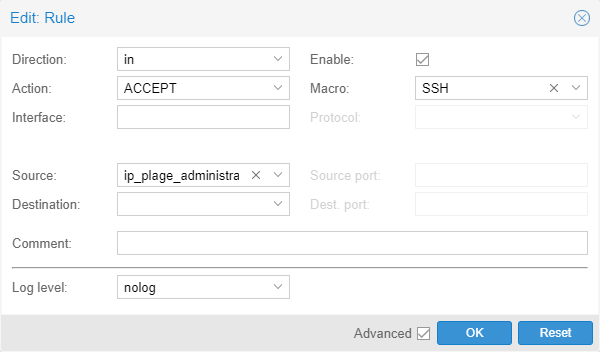 Edit: Rule
Direction: in Enable:
Action: ACCEPT Macro: SSH
Interface: Protocol:
Source: ip_plage_administra Source port:
Destination: Dest. port:
Comment:
Log level: nolog
Advanced OK Reset